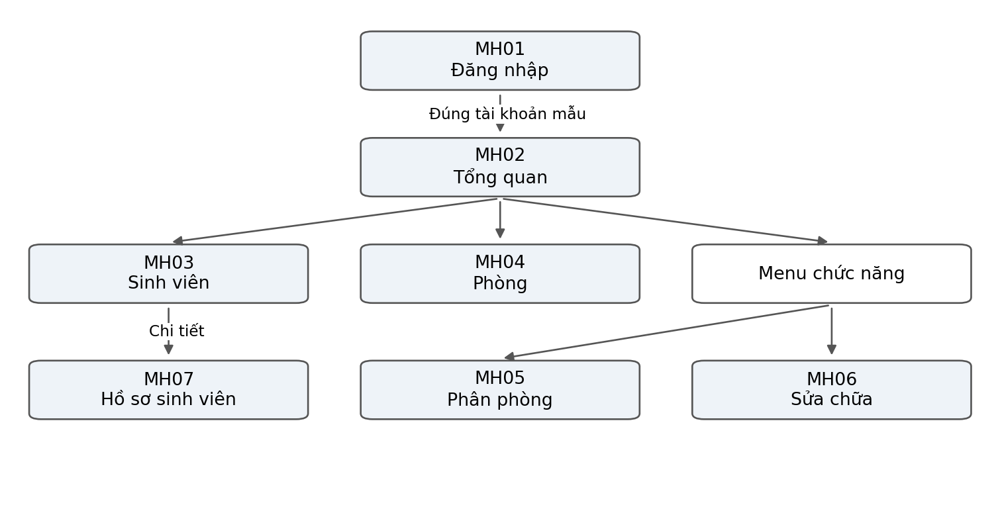 MH01
Đăng nhập
Đúng tài khoản mẫu
MH02
Tổng quan
MH03
Sinh viên
MH04
Phòng
Menu chức năng
Chi tiết
MH07
Hồ sơ sinh viên
MH05
Phân phòng
MH06
Sửa chữa